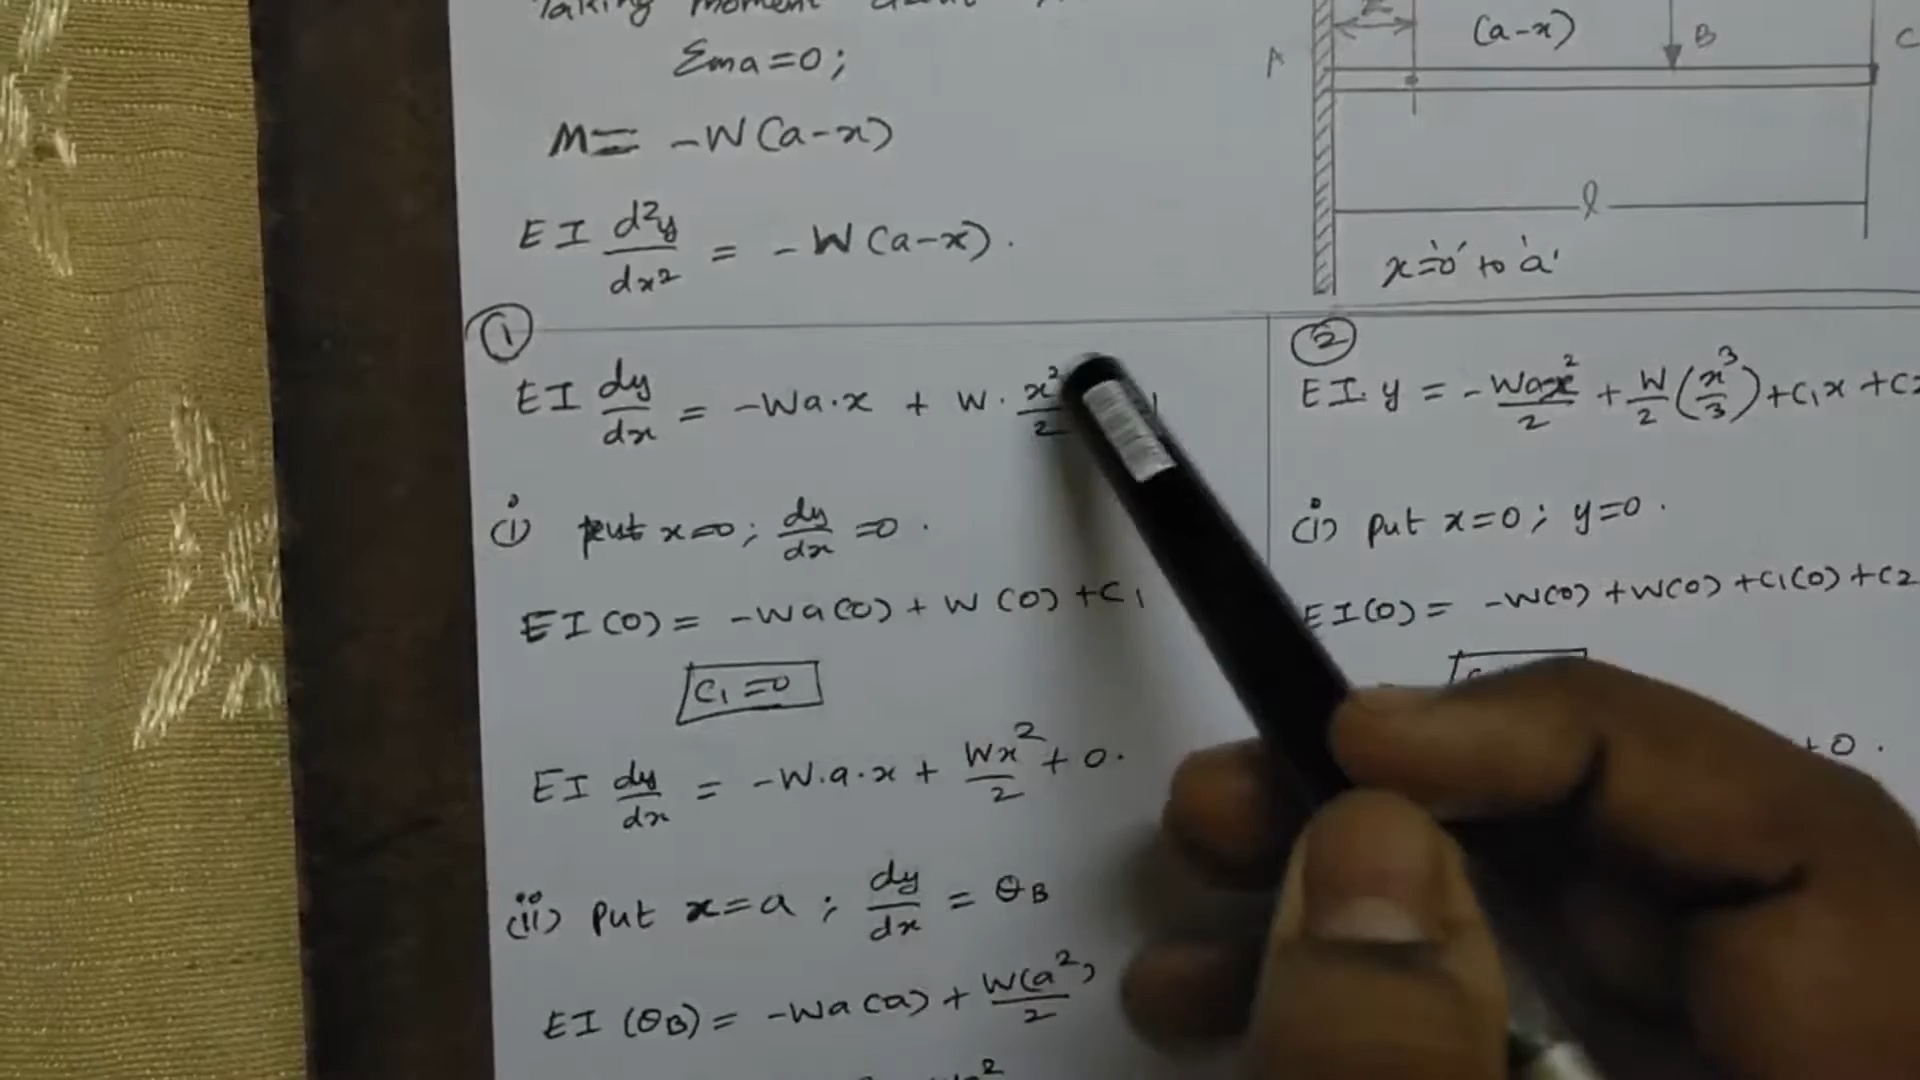 Taking moment
Σma=0;
M= -W(a-x)
EI d²y/dx² = -W(a-x).
(a-x)
A
B
C
l
x='0' to 'a'
①
EI dy/dx = -Wa·x + W·x²/2
(i) put x=0; dy/dx =0.
EI(0)= -Wa(0)+W(0)+C₁
C₁=0
EI dy/dx = -W.a.x + Wx²/2 + 0.
(ii) put x=a; dy/dx = θB
EI(θB)= -Wa(a)+ W(a²)/2
②
EI.y = -Wax²/2 + W/2(x³/3)+C₁x+C2
(i) put x=0; y=0.
EI(0)= -W(0)+W(0)+C₁(0)+C2
+0.